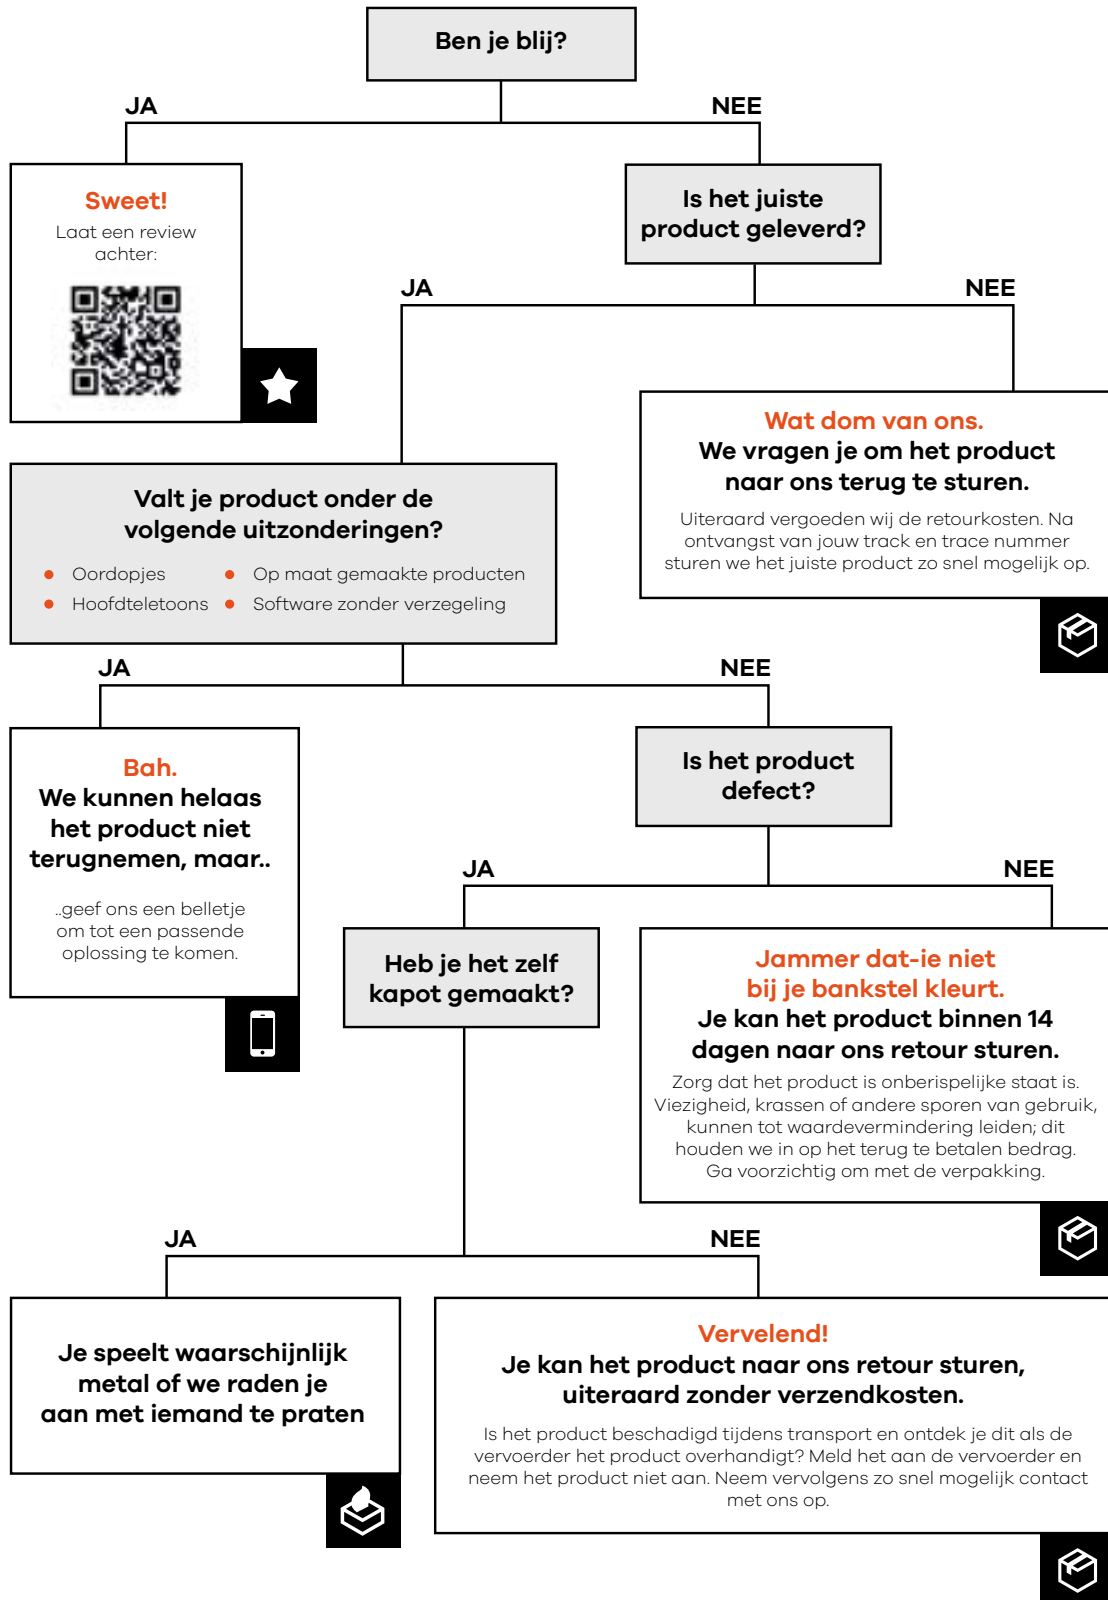 Ben je blij?
JA
NEE
Sweet!
Laat een review
achter:
Is het juiste
product geleverd?
JA
NEE
Wat dom van ons.
We vragen je om het product
naar ons terug te sturen.
Uiteraard vergoeden wij de retourkosten. Na
ontvangst van jouw track en trace nummer
sturen we het juiste product zo snel mogelijk op.
Valt je product onder de
volgende uitzonderingen?
Oordopjes
Op maat gemaakte producten
Hoofdteletoons
Software zonder verzegeling
JA
NEE
Bah.
We kunnen helaas
het product niet
terugnemen, maar..
..geef ons een belletje
om tot een passende
oplossing te komen.
Is het product
defect?
JA
NEE
Heb je het zelf
kapot gemaakt?
Jammer dat-ie niet
bij je bankstel kleurt.
Je kan het product binnen 14
dagen naar ons retour sturen.
Zorg dat het product is onberispelijke staat is.
Viezigheid, krassen of andere sporen van gebruik,
kunnen tot waardevermindering leiden; dit
houden we in op het terug te betalen bedrag.
Ga voorzichtig om met de verpakking.
JA
NEE
Je speelt waarschijnlijk
metal of we raden je
aan met iemand te praten
Vervelend!
Je kan het product naar ons retour sturen,
uiteraard zonder verzendkosten.
Is het product beschadigd tijdens transport en ontdek je dit als de
vervoerder het product overhandigt? Meld het aan de vervoerder en
neem het product niet aan. Neem vervolgens zo snel mogelijk contact
met ons op.